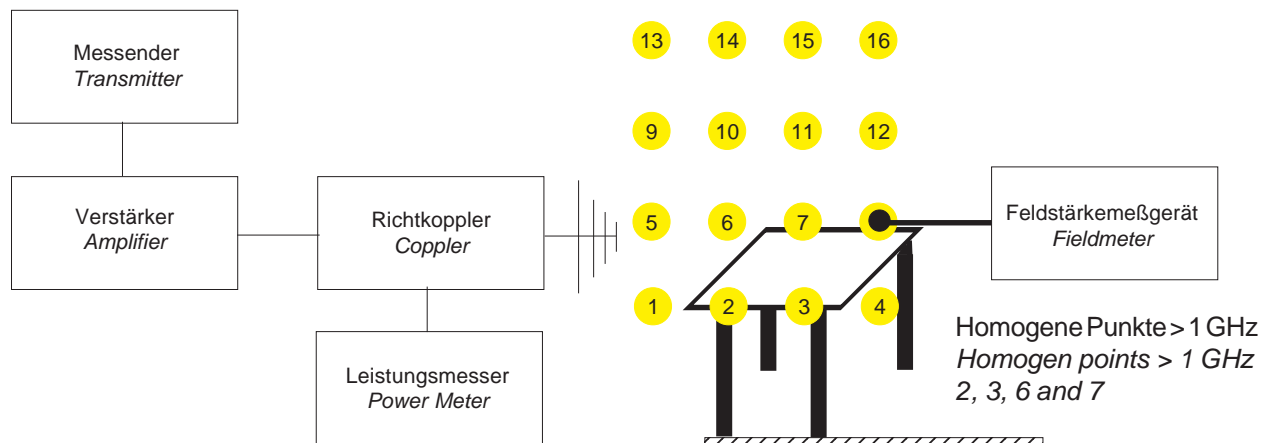 Messender
Transmitter
Verstärker
Amplifier
Richtkoppler
Coppler
Leistungsmesser
Power Meter
13 14 15 16
9 10 11 12
5 6 7
1 2 3 4
Feldstärkemeßgerät
Fieldmeter
Homogene Punkte > 1 GHz
Homogen points > 1 GHz
2, 3, 6 and 7